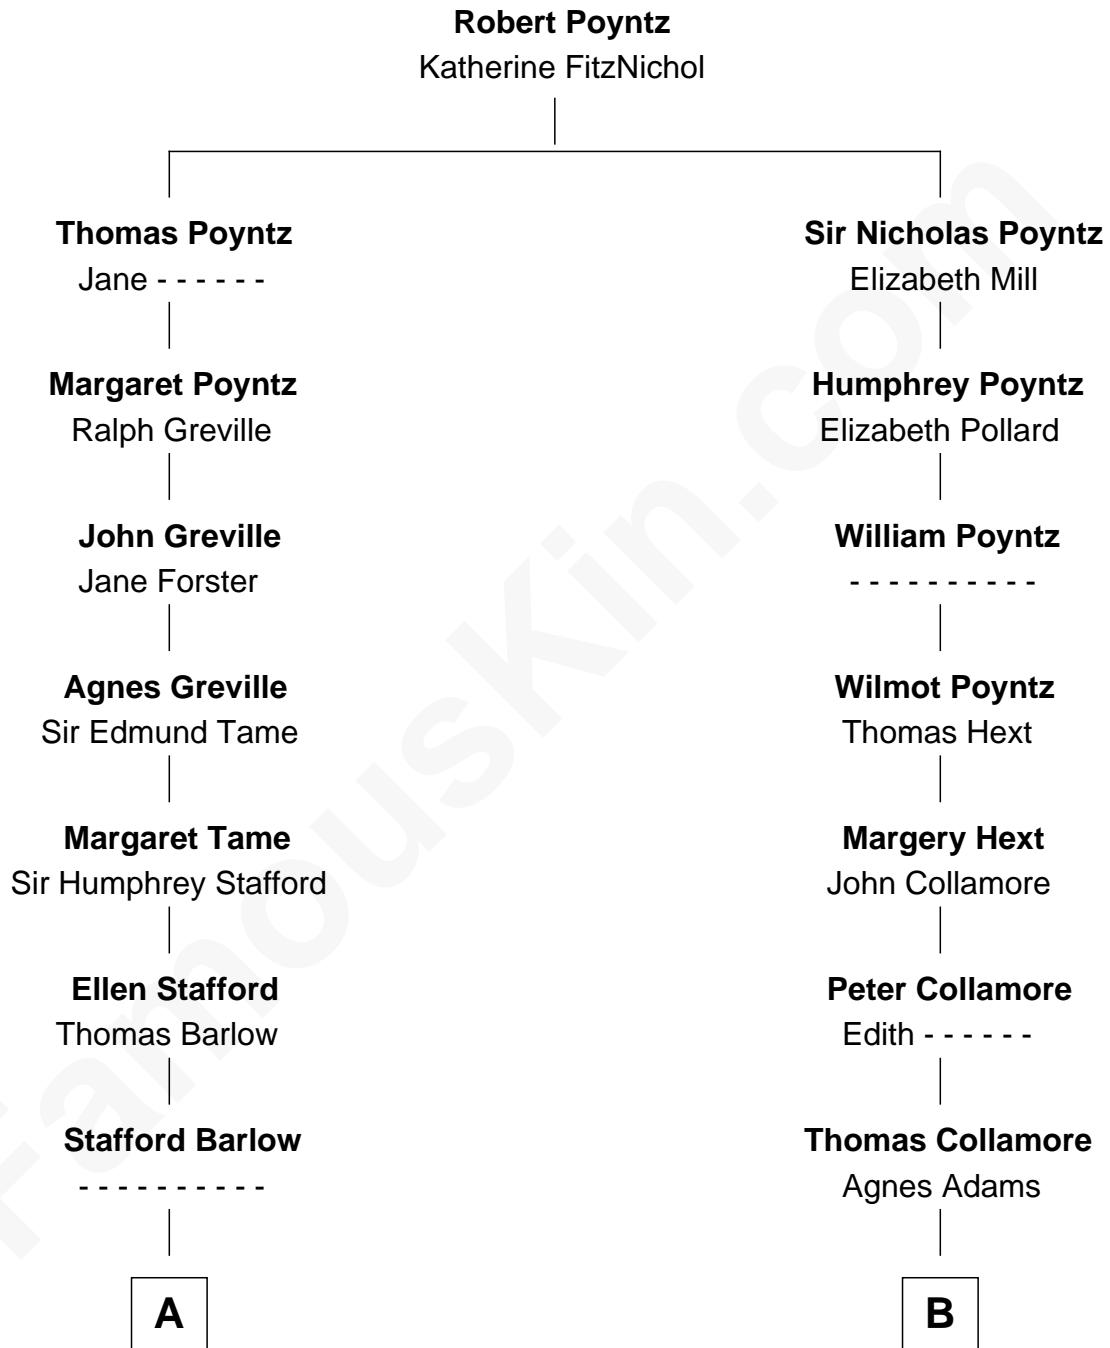 Robert Poyntz
Katherine FitzNichol
Thomas Poyntz
Jane - - - - - -
Sir Nicholas Poyntz
Elizabeth Mill
Margaret Poyntz
Ralph Greville
Humphrey Poyntz
Elizabeth Pollard
John Greville
Jane Forster
William Poyntz
- - - - - - - - - -
Agnes Greville
Sir Edmund Tame
Wilmot Poyntz
Thomas Hext
Margaret Tame
Sir Humphrey Stafford
Margery Hext
John Collamore
Ellen Stafford
Thomas Barlow
Peter Collamore
Edith - - - - - -
Stafford Barlow
- - - - - - - - - -
Thomas Collamore
Agnes Adams
A
B
FamousKin.com